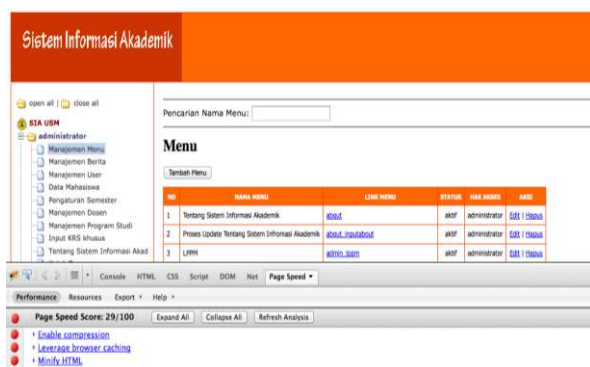 Sistem Informasi Akademik
open all | close all
SIA USM
administrator
Manajemen Menu
Manajemen Berita
Manajemen User
Data Mahasiswa
Pengaturan Semester
Manajemen Dosen
Manajemen Program Studi
Input KRS khusus
Tentang Sistem Informasi Akad
Pencarian Nama Menu:
Menu
Tambah Menu
NO NAMA MENU LINK MENU STATUS HAK AKSES AKSI
1 Tentang Sistem Informasi Akademik about aktif administrator Edit | Hapus
2 Proses Update Tentang Sistem Informasi Akademik about_inputabout aktif administrator Edit | Hapus
3 LPPM admin_lppm aktif administrator Edit | Hapus
Console HTML CSS Script DOM Net Page Speed
Performance Resources Export Help
Page Speed Score: 29/100 Expand All Collapse All Refresh Analysis
Enable compression
Leverage browser caching
Minify HTML